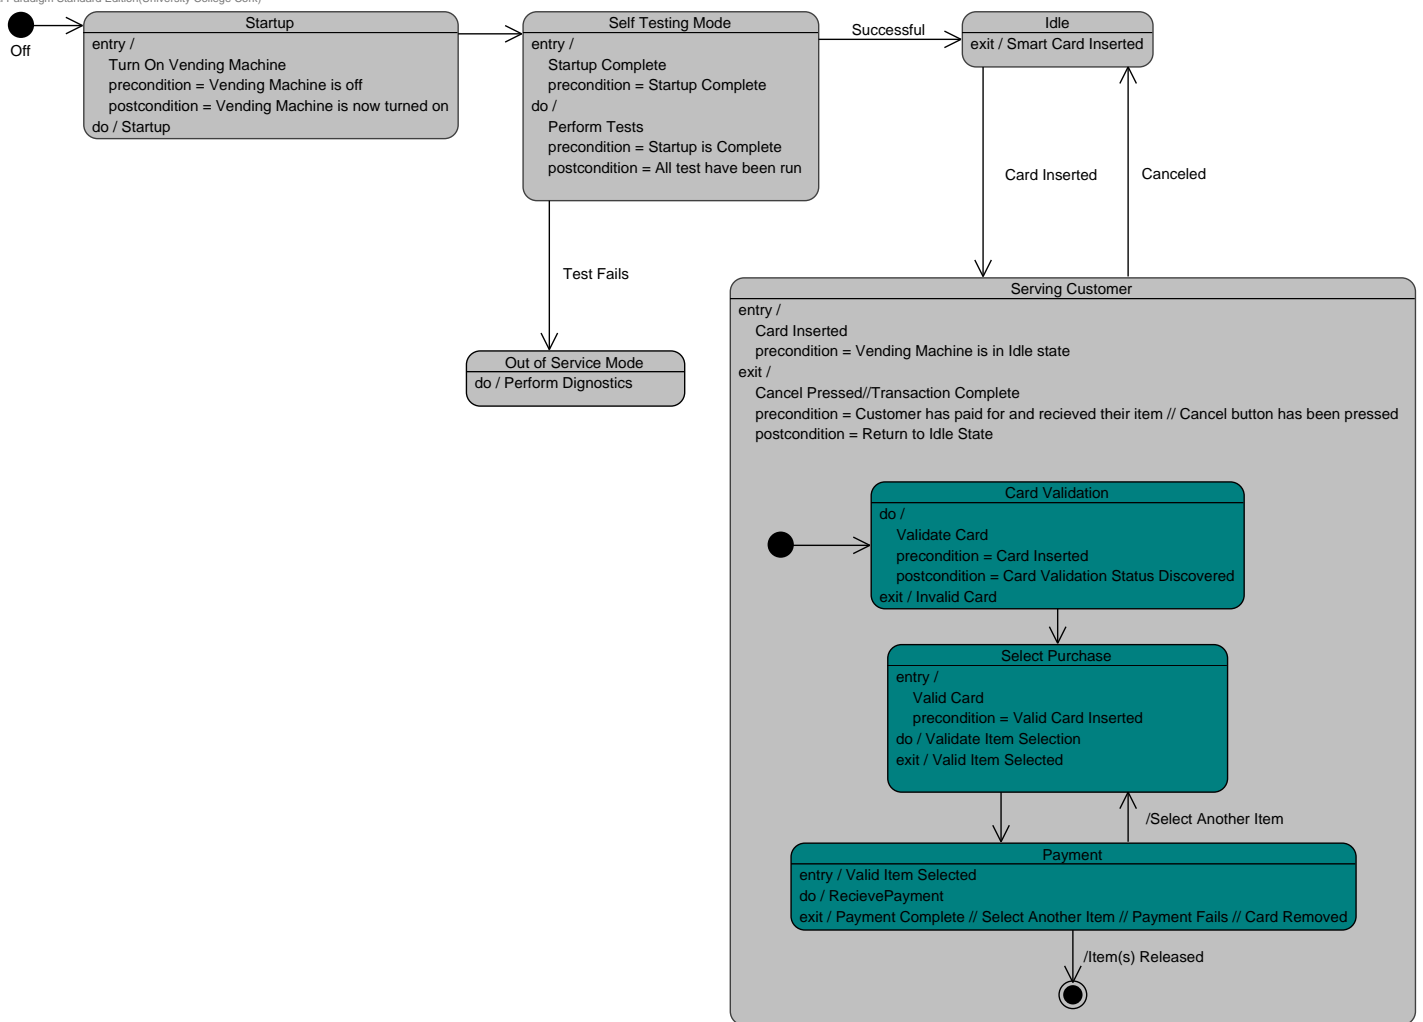 Paradigm Standard Edition(University College Cork)
Off
Startup
entry /
Turn On Vending Machine
precondition = Vending Machine is off
postcondition = Vending Machine is now turned on
do / Startup
Self Testing Mode
entry /
Startup Complete
precondition = Startup Complete
do /
Perform Tests
precondition = Startup is Complete
postcondition = All test have been run
Successful
Idle
exit / Smart Card Inserted
Card Inserted
Canceled
Test Fails
Out of Service Mode
do / Perform Dignostics
Serving Customer
entry /
Card Inserted
precondition = Vending Machine is in Idle state
exit /
Cancel Pressed//Transaction Complete
precondition = Customer has paid for and recieved their item // Cancel button has been pressed
postcondition = Return to Idle State
Card Validation
do /
Validate Card
precondition = Card Inserted
postcondition = Card Validation Status Discovered
exit / Invalid Card
Select Purchase
entry /
Valid Card
precondition = Valid Card Inserted
do / Validate Item Selection
exit / Valid Item Selected
/Select Another Item
Payment
entry / Valid Item Selected
do / RecievePayment
exit / Payment Complete // Select Another Item // Payment Fails // Card Removed
/Item(s) Released